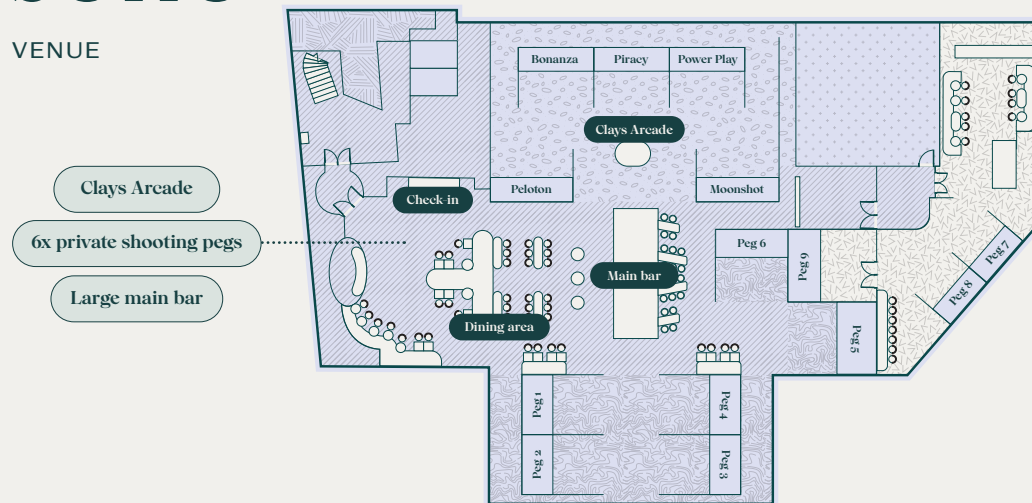 VENUE
Clays Arcade
6x private shooting pegs
Large main bar
Bonanza
Piracy
Power Play
Clays Arcade
Peloton
Moonshot
Check-in
Main bar
Dining area
Peg 6
Peg 6
Peg 5
Peg 7
Peg 8
Peg 1
Peg 2
Peg 4
Peg 3